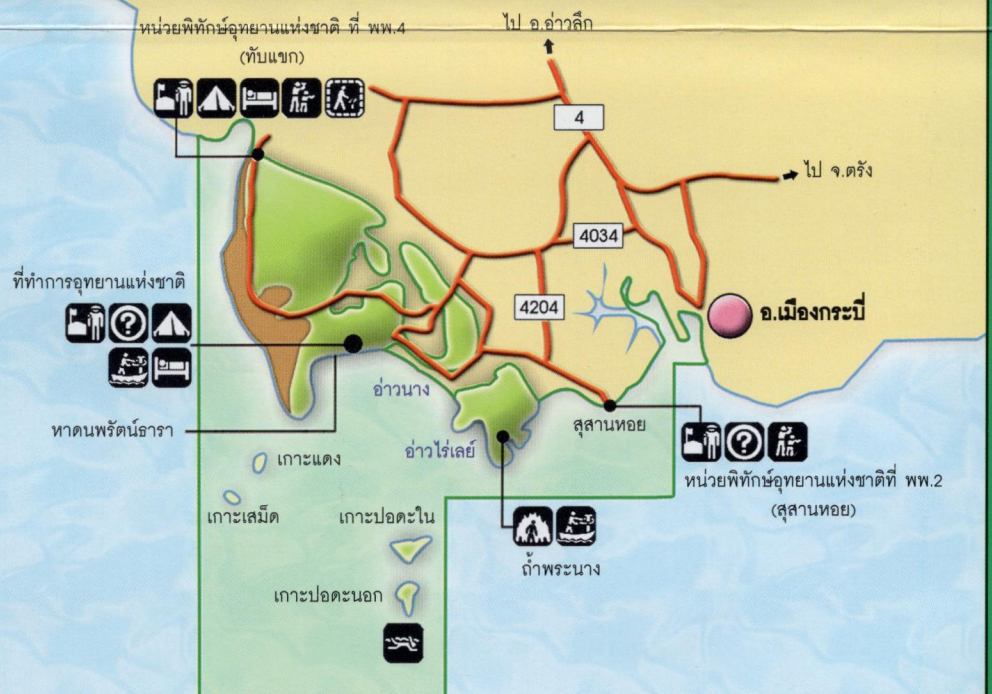 หน่วยพิทักษ์อุทยานแห่งชาติ ที่ พพ.4
(ทับแขก)
ไป อ.อ่าวลึก
4
ไป จ.ตรัง
4034
ที่ทำการอุทยานแห่งชาติ
4204
อ.เมืองกระบี่
อ่าวนาง
หาดนพรัตน์ธารา
สุสานหอย
อ่าวไร่เลย์
เกาะแดง
หน่วยพิทักษ์อุทยานแห่งชาติที่ พพ.2
(สุสานหอย)
เกาะเสม็ด
เกาะปอดะใน
ถ้ำพระนาง
เกาะปอดะนอก